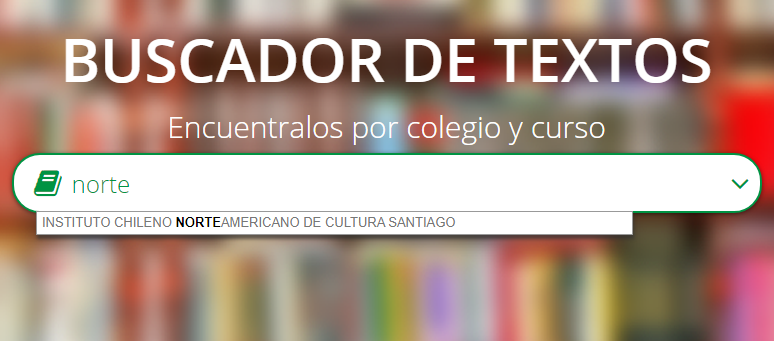 BUSCADOR DE TEXTOS
Encuentralos por colegio y curso
norte
INSTITUTO CHILENO NORTEAMERICANO DE CULTURA SANTIAGO